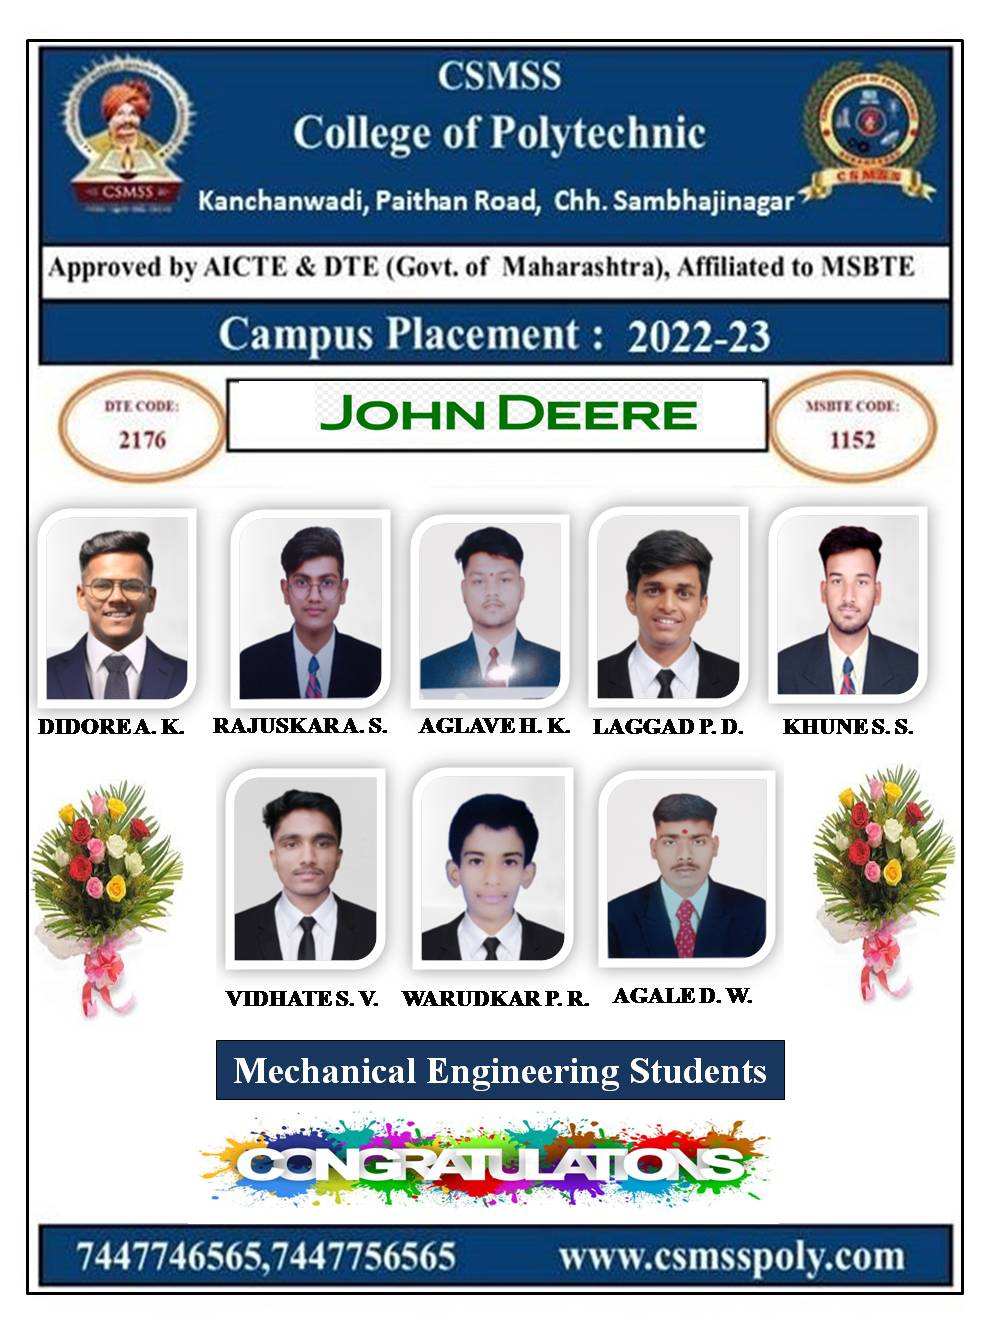 CSMSS
College of Polytechnic
Kanchanwadi, Paithan Road, Chh. Sambhajinagar
CSMSS
CSMSS
Approved by AICTE & DTE (Govt. of Maharashtra), Affiliated to MSBTE
Campus Placement : 2022-23
DTE CODE:
2176
JOHN DEERE
MSBTE CODE:
1152
DIDORE A. K.
RAJUSKAR A. S.
AGLAVE H. K.
LAGGAD P. D.
KHUNE S. S.
VIDHATE S. V.
WARUDKAR P. R.
AGALE D. W.
Mechanical Engineering Students
CONGRATULATIONS
7447746565,7447756565
www.csmsspoly.com